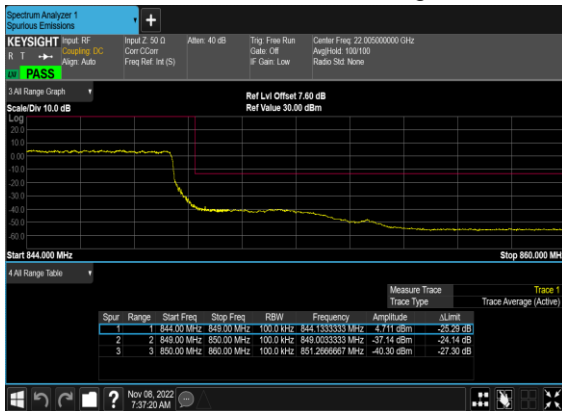 Spectrum Analyzer 1
Spurious Emissions
KEYSIGHT Input: RF Input Z: 50 Ω Atten: 40 dB Trig: Free Run Center Freq: 22.005000000 GHz
R T Coupling: DC Corr CCorr Gate: Off Avg|Hold: 100/100
Align: Auto Freq Ref: Int (S) IF Gain: Low Radio Std: None
PASS
3 All Range Graph
Ref Lvl Offset 7.60 dB
Scale/Div 10.0 dB Ref Value 30.00 dBm
Log
20.0
10.0
0.00
-10.0
-20.0
-30.0
-40.0
-50.0
-60.0
Start 844.000 MHz Stop 860.000 MH
4 All Range Table
Measure Trace Trace 1
Trace Type Trace Average (Active)
Spur Range Start Freq Stop Freq RBW Frequency Amplitude ΔLimit
1 1 844.00 MHz 849.00 MHz 100.0 kHz 844.1333333 MHz 4.711 dBm -25.29 dB
2 2 849.00 MHz 850.00 MHz 100.0 kHz 849.0033333 MHz -37.14 dBm -24.14 dB
3 3 850.00 MHz 860.00 MHz 100.0 kHz 851.2666667 MHz -40.30 dBm -27.30 dB
? Nov 08, 2022
7:37:20 AM